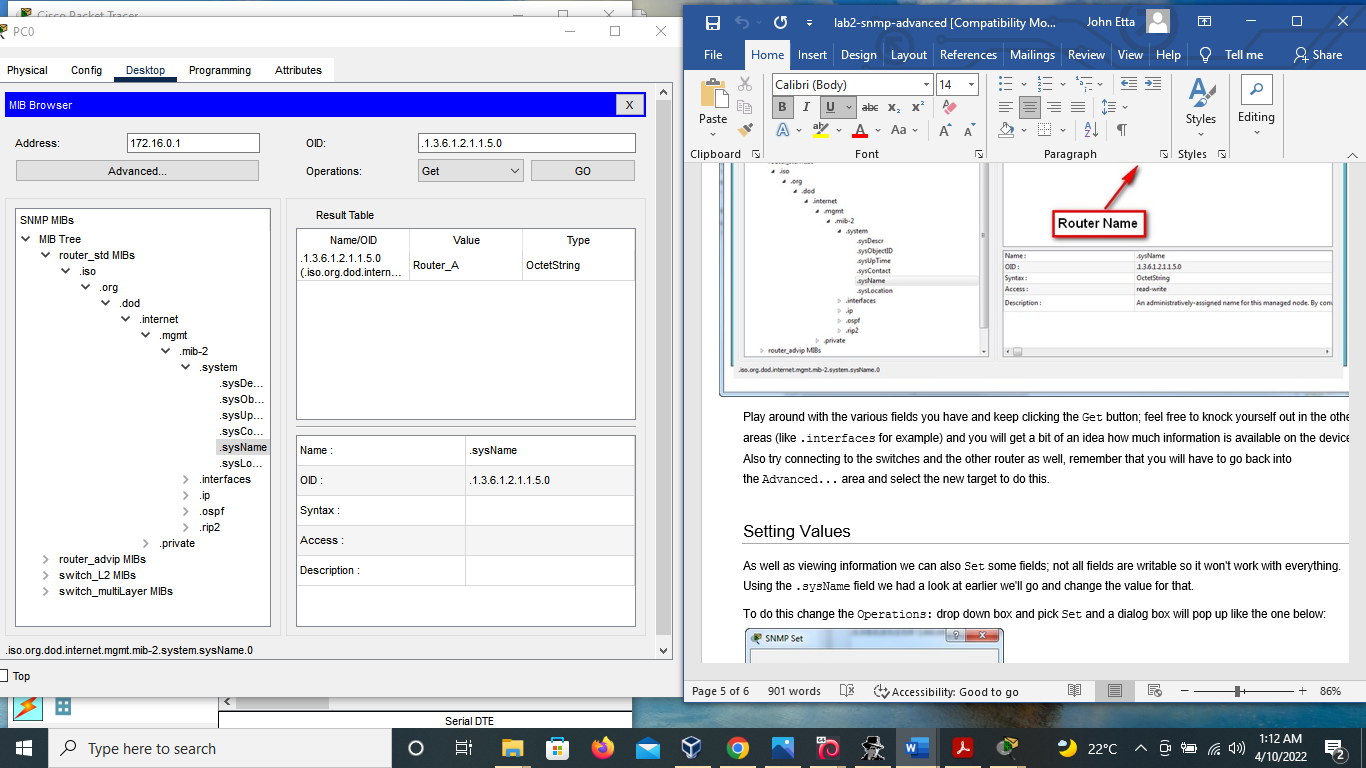 Cisco Packet Tracer
PC0
Physical
Config
Desktop
Programming
Attributes
MIB Browser
X
Address:
172.16.0.1
OID:
.1.3.6.1.2.1.1.5.0
Advanced...
Operations:
Get
GO
SNMP MIBs
MIB Tree
router_std MIBs
.iso
.org
.dod
.internet
.mgmt
.mib-2
.system
.sysDe...
.sysOb...
.sysUp...
.sysCo...
.sysName
.sysLo...
.interfaces
.ip
.ospf
.rip2
.private
router_advip MIBs
switch_L2 MIBs
switch_multiLayer MIBs
Result Table
Name/OID
Value
Type
.1.3.6.1.2.1.1.5.0
(.iso.org.dod.intern...
Router_A
OctetString
Name :
.sysName
OID :
.1.3.6.1.2.1.1.5.0
Syntax :
Access :
Description :
.iso.org.dod.internet.mgmt.mib-2.system.sysName.0
Top
Serial DTE
lab2-snmp-advanced [Compatibility Mo...
John Etta
File
Home
Insert
Design
Layout
References
Mailings
Review
View
Help
Tell me
Share
Paste
Calibri (Body)
14
B
I
U
abc
x₂
x²
A
A
A
Aa
A
A
Styles
Editing
Clipboard
Font
Paragraph
Styles
.iso
.org
.dod
.internet
.mgmt
.mib-2
.system
.sysDescr
.sysObjectID
.sysUpTime
.sysContact
.sysName
.sysLocation
.interfaces
.ip
.ospf
.rip2
.private
router_advip MIBs
Router Name
Name :
.sysName
OID :
.1.3.6.1.2.1.1.5.0
Syntax :
OctetString
Access :
read-write
Description :
An administratively-assigned name for this managed node. By conv
.iso.org.dod.internet.mgmt.mib-2.system.sysName.0
Play around with the various fields you have and keep clicking the Get button; feel free to knock yourself out in the othe
areas (like .interfaces for example) and you will get a bit of an idea how much information is available on the device
Also try connecting to the switches and the other router as well, remember that you will have to go back into
the Advanced... area and select the new target to do this.
Setting Values
As well as viewing information we can also Set some fields; not all fields are writable so it won't work with everything.
Using the .sysName field we had a look at earlier we'll go and change the value for that.
To do this change the Operations: drop down box and pick Set and a dialog box will pop up like the one below:
SNMP Set
Page 5 of 6
901 words
Accessibility: Good to go
86%
Type here to search
22°C
1:12 AM
4/10/2022
2